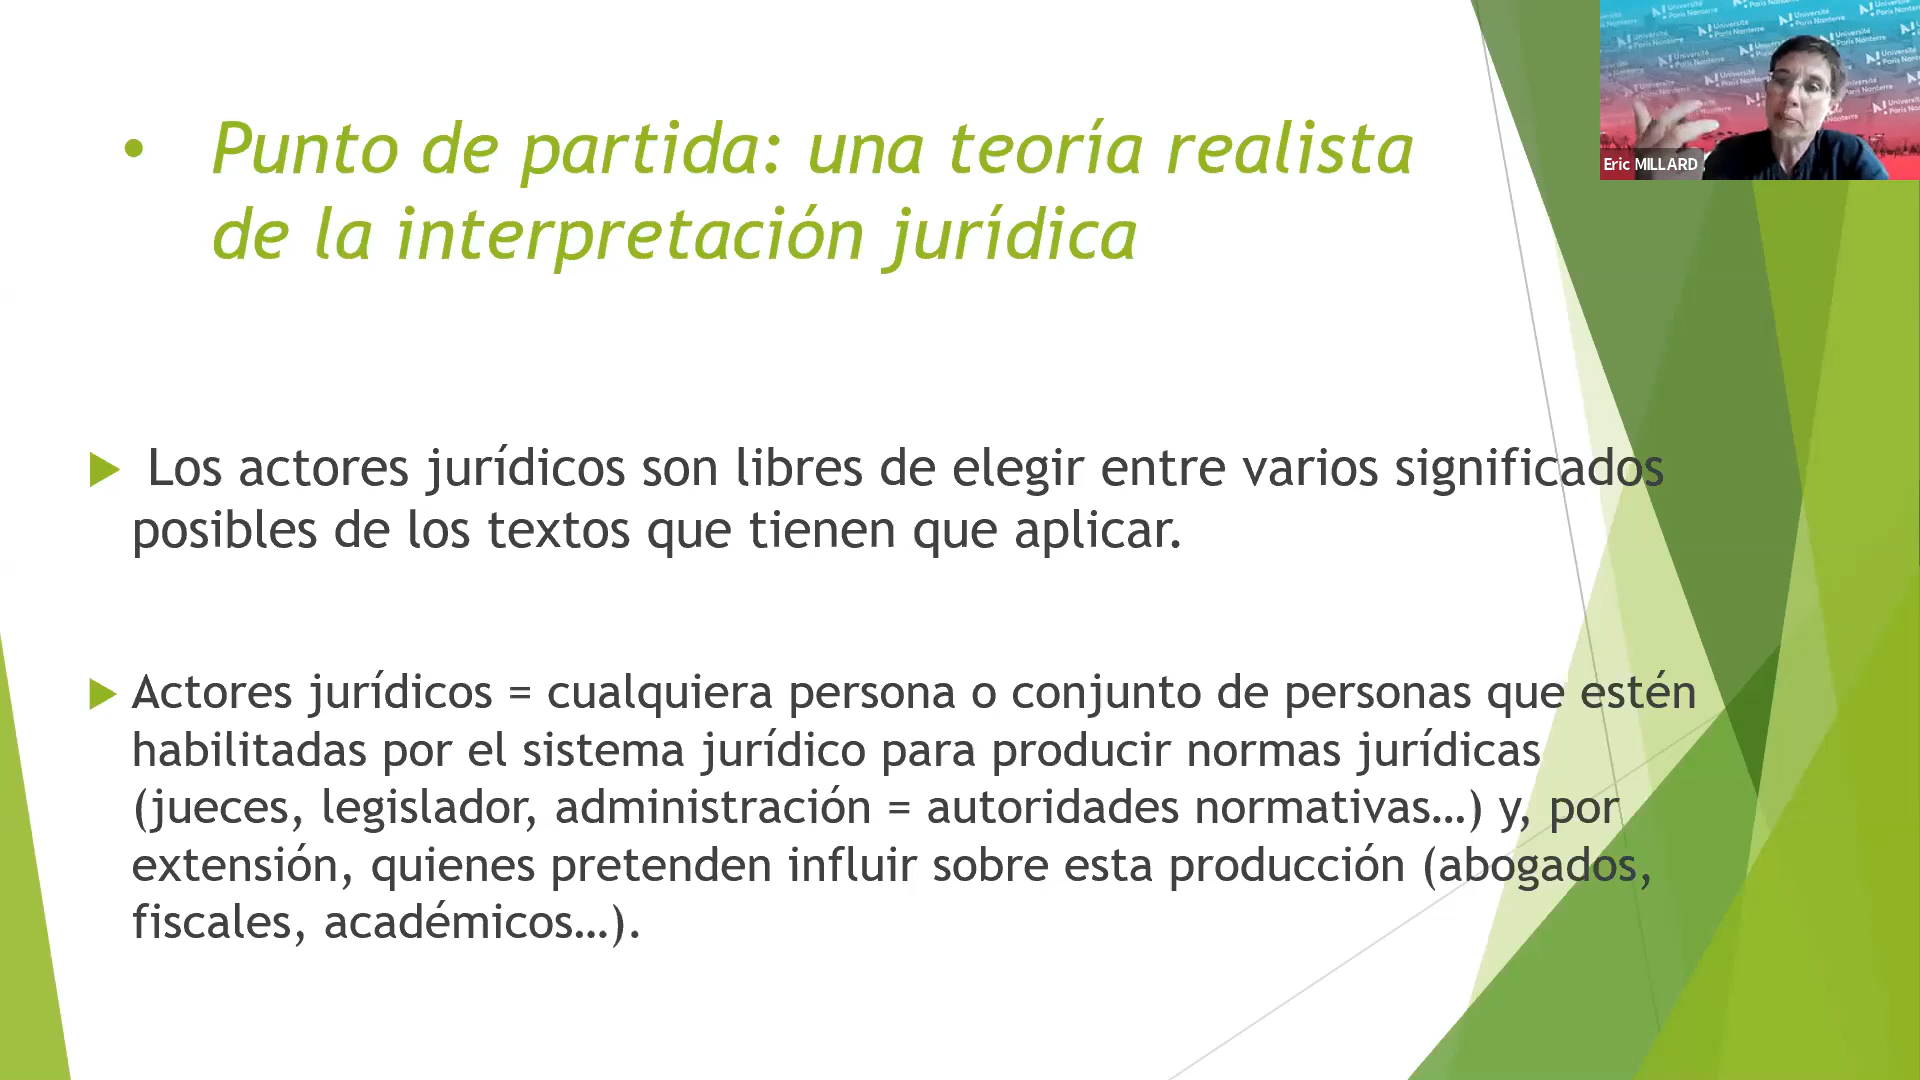 • Punto de partida: una teoría realista
de la interpretación jurídica
Los actores jurídicos son libres de elegir entre varios significados
posibles de los textos que tienen que aplicar.
Actores jurídicos = cualquiera persona o conjunto de personas que estén
habilitadas por el sistema jurídico para producir normas jurídicas
(jueces, legislador, administración = autoridades normativas…) y, por
extensión, quienes pretenden influir sobre esta producción (abogados,
fiscales, académicos…).
Université
Paris Nanterre
Eric MILLARD